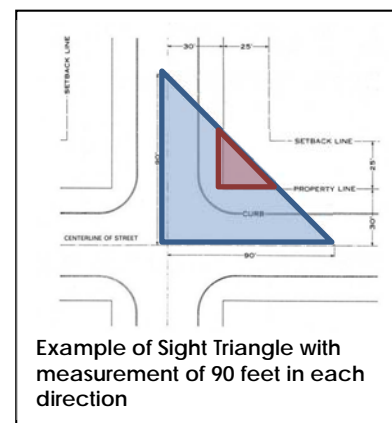 30'
25'
SETBACK LINE
SETBACK LINE
90'
25'
PROPERTY LINE
CURB
30'
CENTERLINE OF STREET
90'
Example of Sight Triangle with
measurement of 90 feet in each
direction